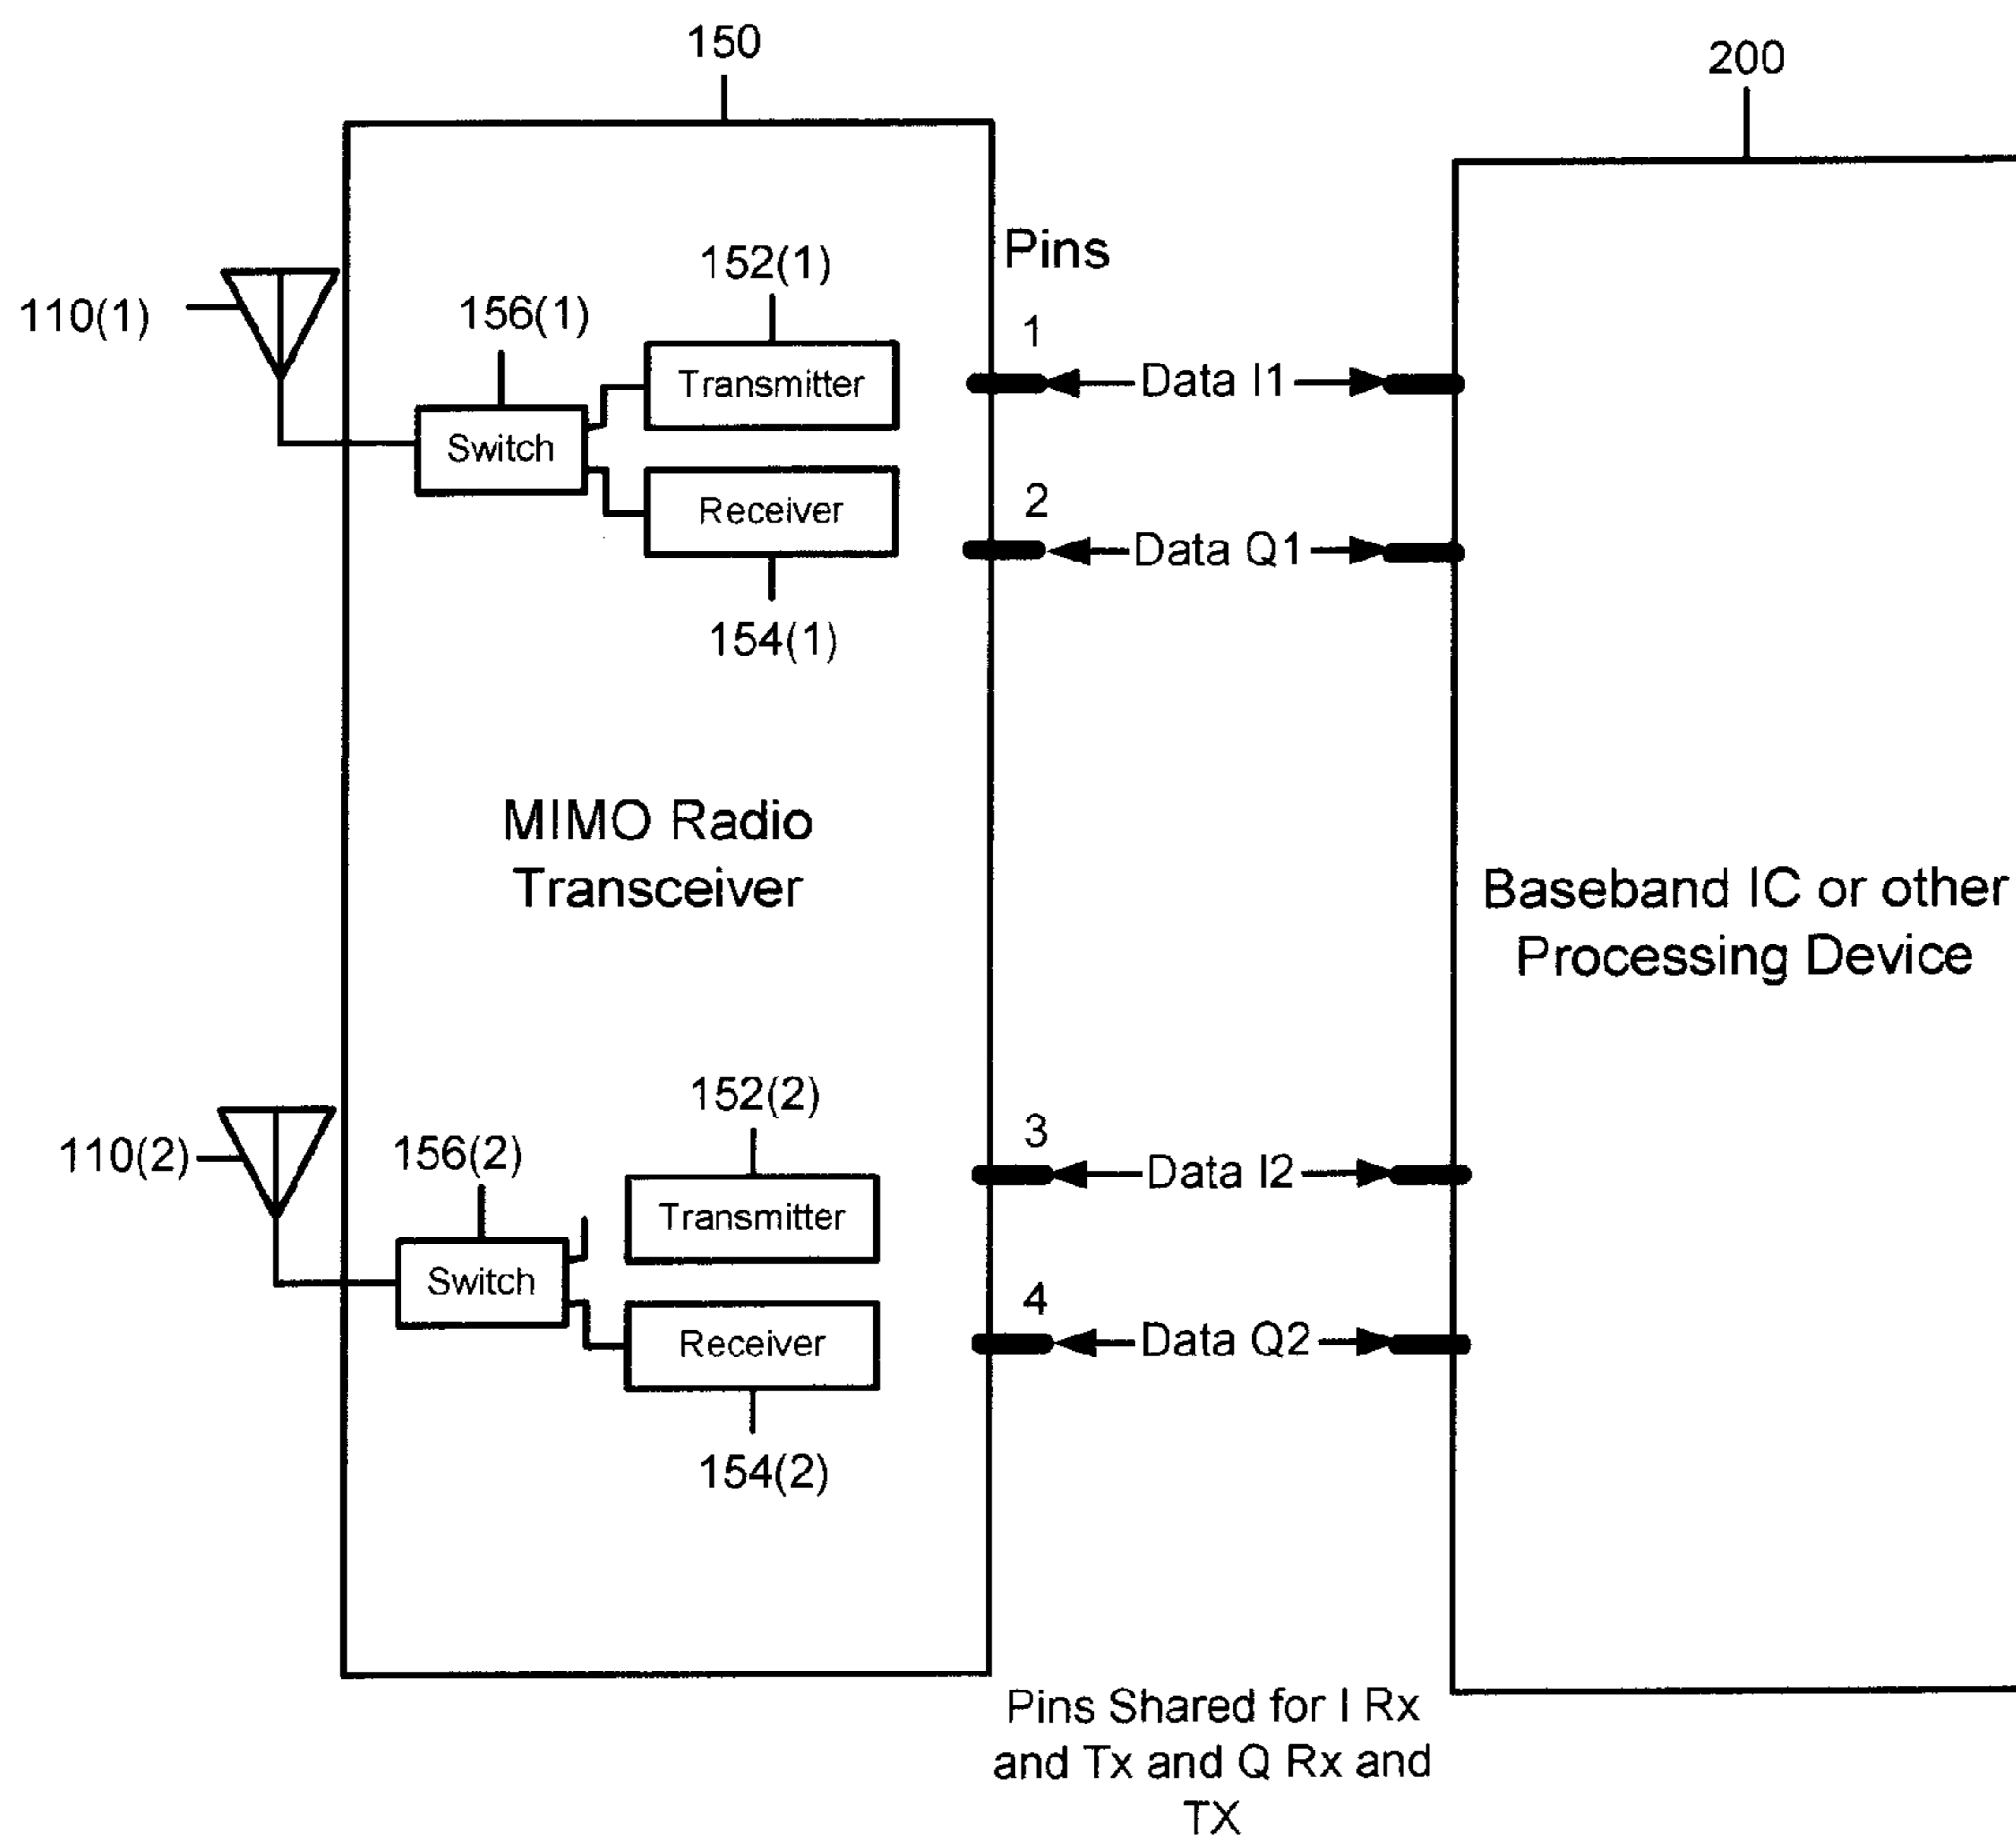 150
200
Pins
152(1)
110(1)
156(1)
1
Transmitter
Data I1
Switch
2
Receiver
Data Q1
154(1)
MIMO Radio
Transceiver
Baseband IC or other
Processing Device
152(2)
110(2)
156(2)
3
Transmitter
Data I2
Switch
4
Receiver
Data Q2
154(2)
Pins Shared for I Rx
and Tx and Q Rx and
TX